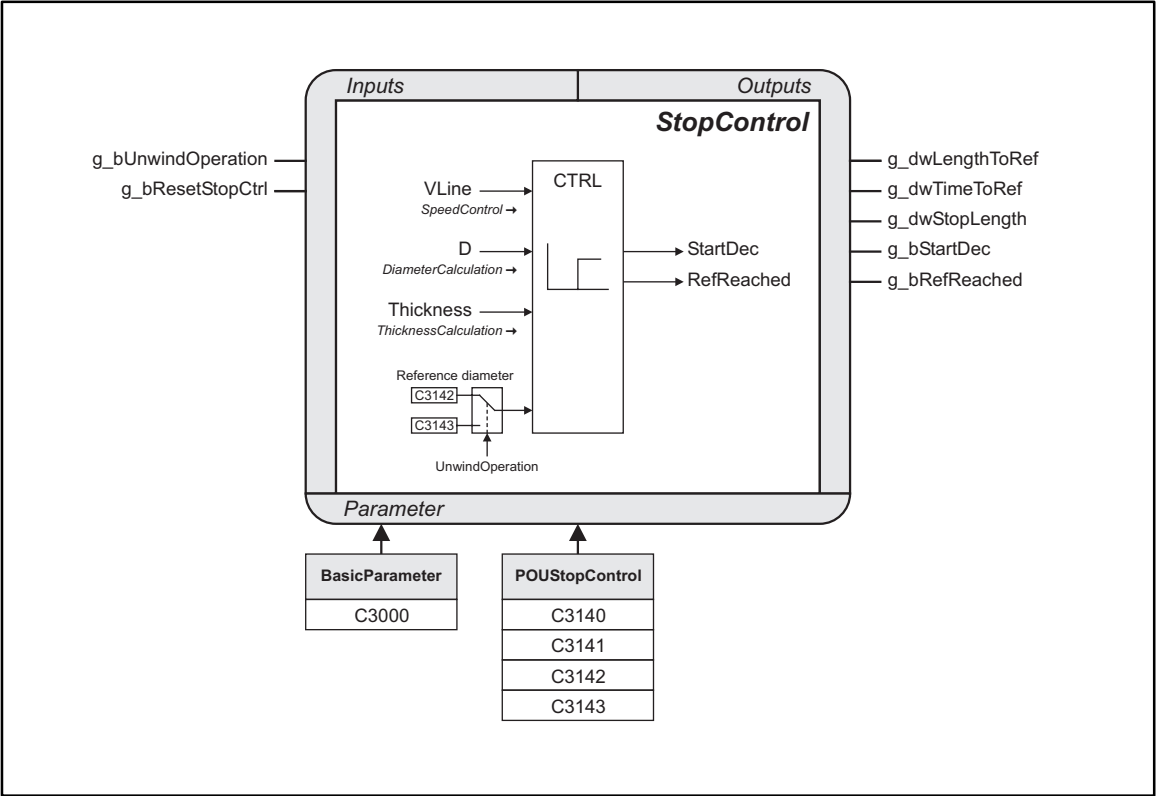 Inputs
Outputs
StopControl
g_bUnwindOperation
g_bResetStopCtrl
CTRL
VLine
SpeedControl →
D
DiameterCalculation →
Thickness
ThicknessCalculation →
Reference diameter
C3142
C3143
UnwindOperation
StartDec
RefReached
g_dwLengthToRef
g_dwTimeToRef
g_dwStopLength
g_bStartDec
g_bRefReached
Parameter
BasicParameter
C3000
POUStopControl
C3140
C3141
C3142
C3143